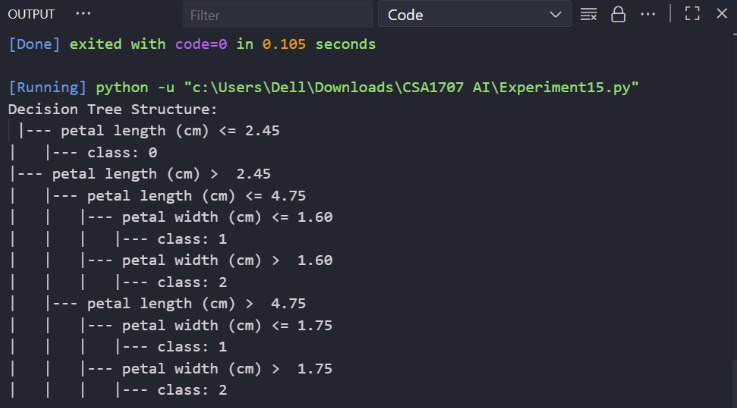 OUTPUT ··· Filter Code ···
[Done] exited with code=0 in 0.105 seconds
[Running] python -u "c:\Users\Dell\Downloads\CSA1707 AI\Experiment15.py"
Decision Tree Structure:
 |--- petal length (cm) <= 2.45
|   |--- class: 0
|--- petal length (cm) >  2.45
|   |--- petal length (cm) <= 4.75
|   |   |--- petal width (cm) <= 1.60
|   |   |   |--- class: 1
|   |   |--- petal width (cm) >  1.60
|   |   |   |--- class: 2
|   |--- petal length (cm) >  4.75
|   |   |--- petal width (cm) <= 1.75
|   |   |   |--- class: 1
|   |   |--- petal width (cm) >  1.75
|   |   |   |--- class: 2